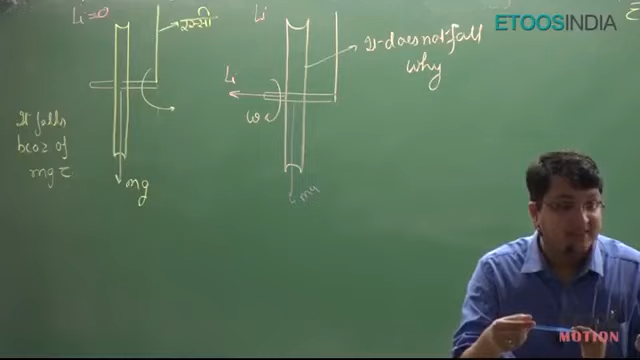 ETOOSINDIA
Li=0
रस्सी
Li
It does not fall
why
Li
ω
It falls
bcoz of
mg τ
mg
mg
MOTION